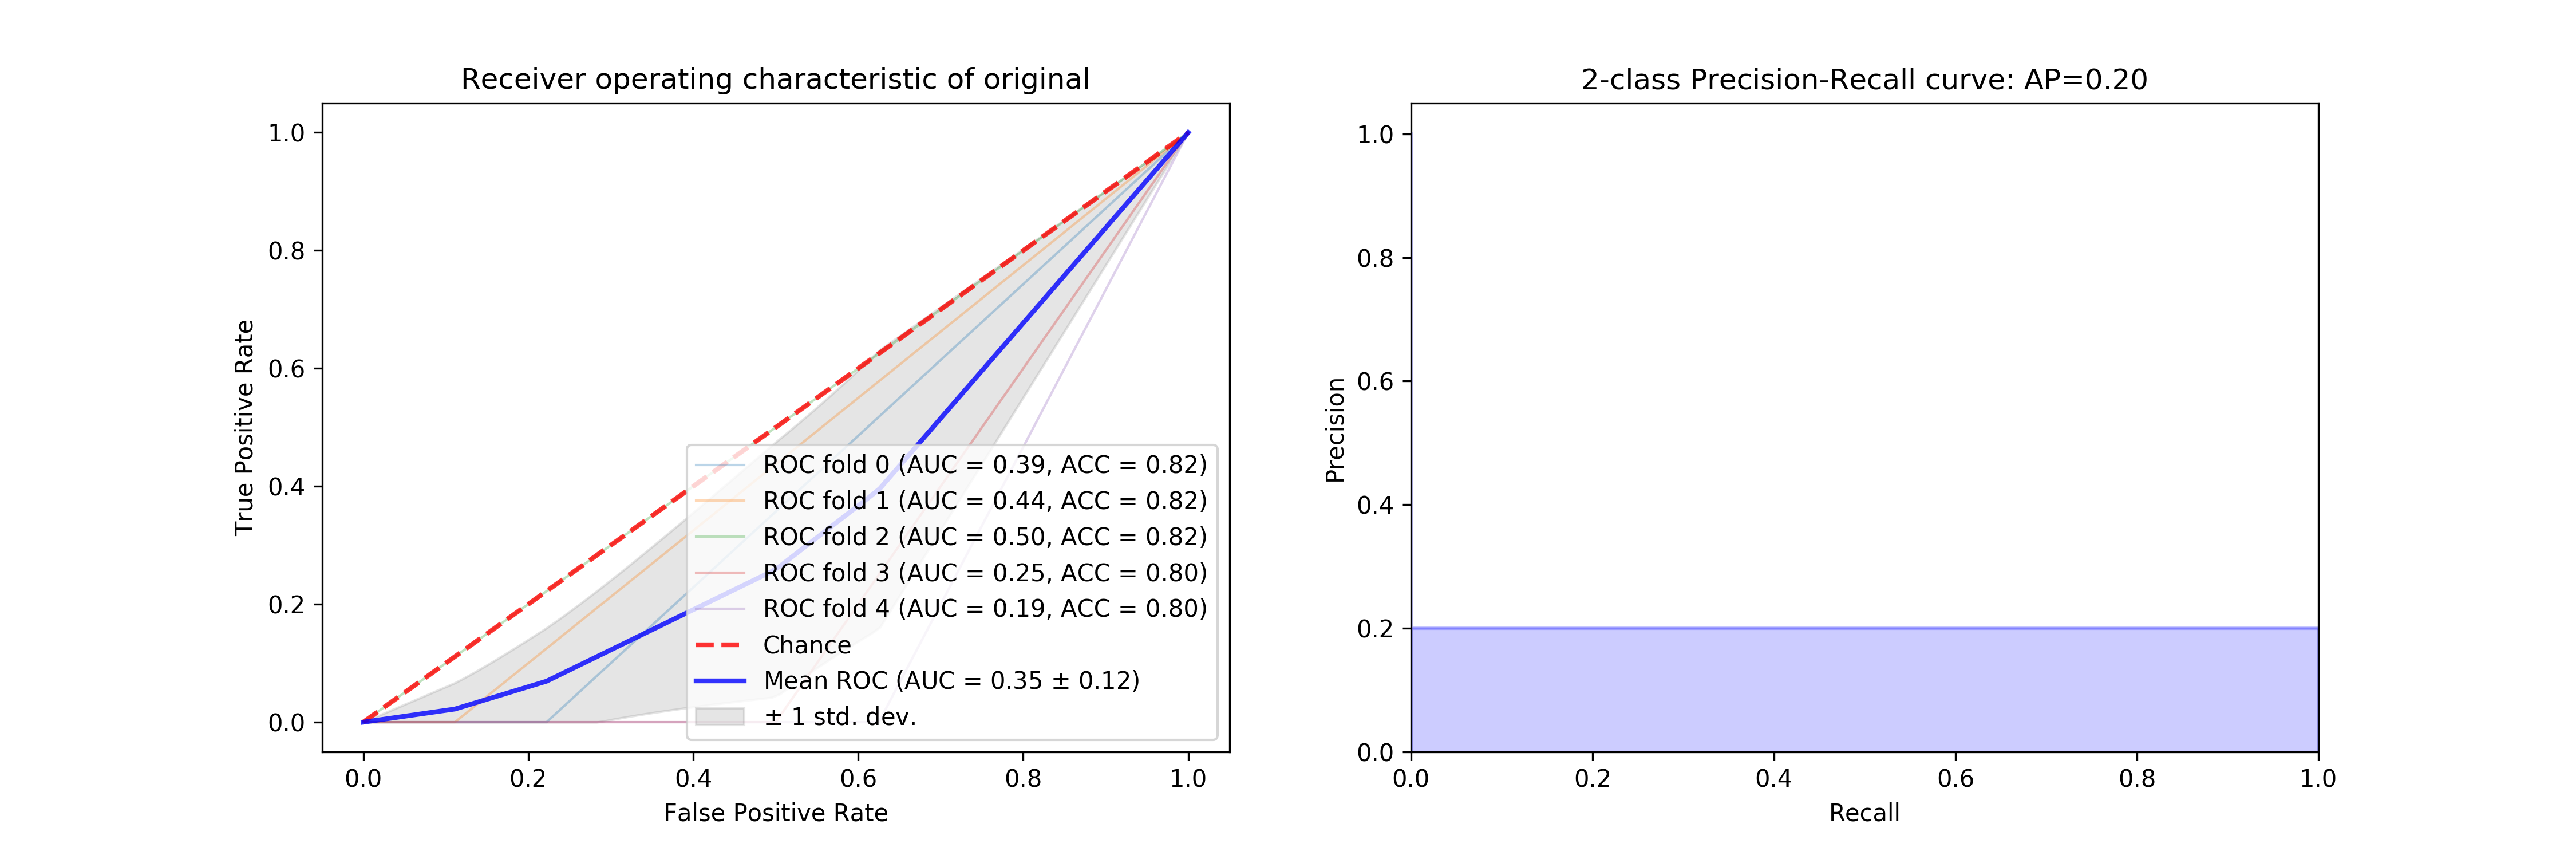 Receiver operating characteristic of original
1.0
0.8
0.6
0.4
0.2
0.0
True Positive Rate
0.0 0.2 0.4 0.6 0.8 1.0
False Positive Rate
ROC fold 0 (AUC = 0.39, ACC = 0.82)
ROC fold 1 (AUC = 0.44, ACC = 0.82)
ROC fold 2 (AUC = 0.50, ACC = 0.82)
ROC fold 3 (AUC = 0.25, ACC = 0.80)
ROC fold 4 (AUC = 0.19, ACC = 0.80)
Chance
Mean ROC (AUC = 0.35 ± 0.12)
± 1 std. dev.
2-class Precision-Recall curve: AP=0.20
1.0
0.8
0.6
0.4
0.2
0.0
Precision
0.0 0.2 0.4 0.6 0.8 1.0
Recall